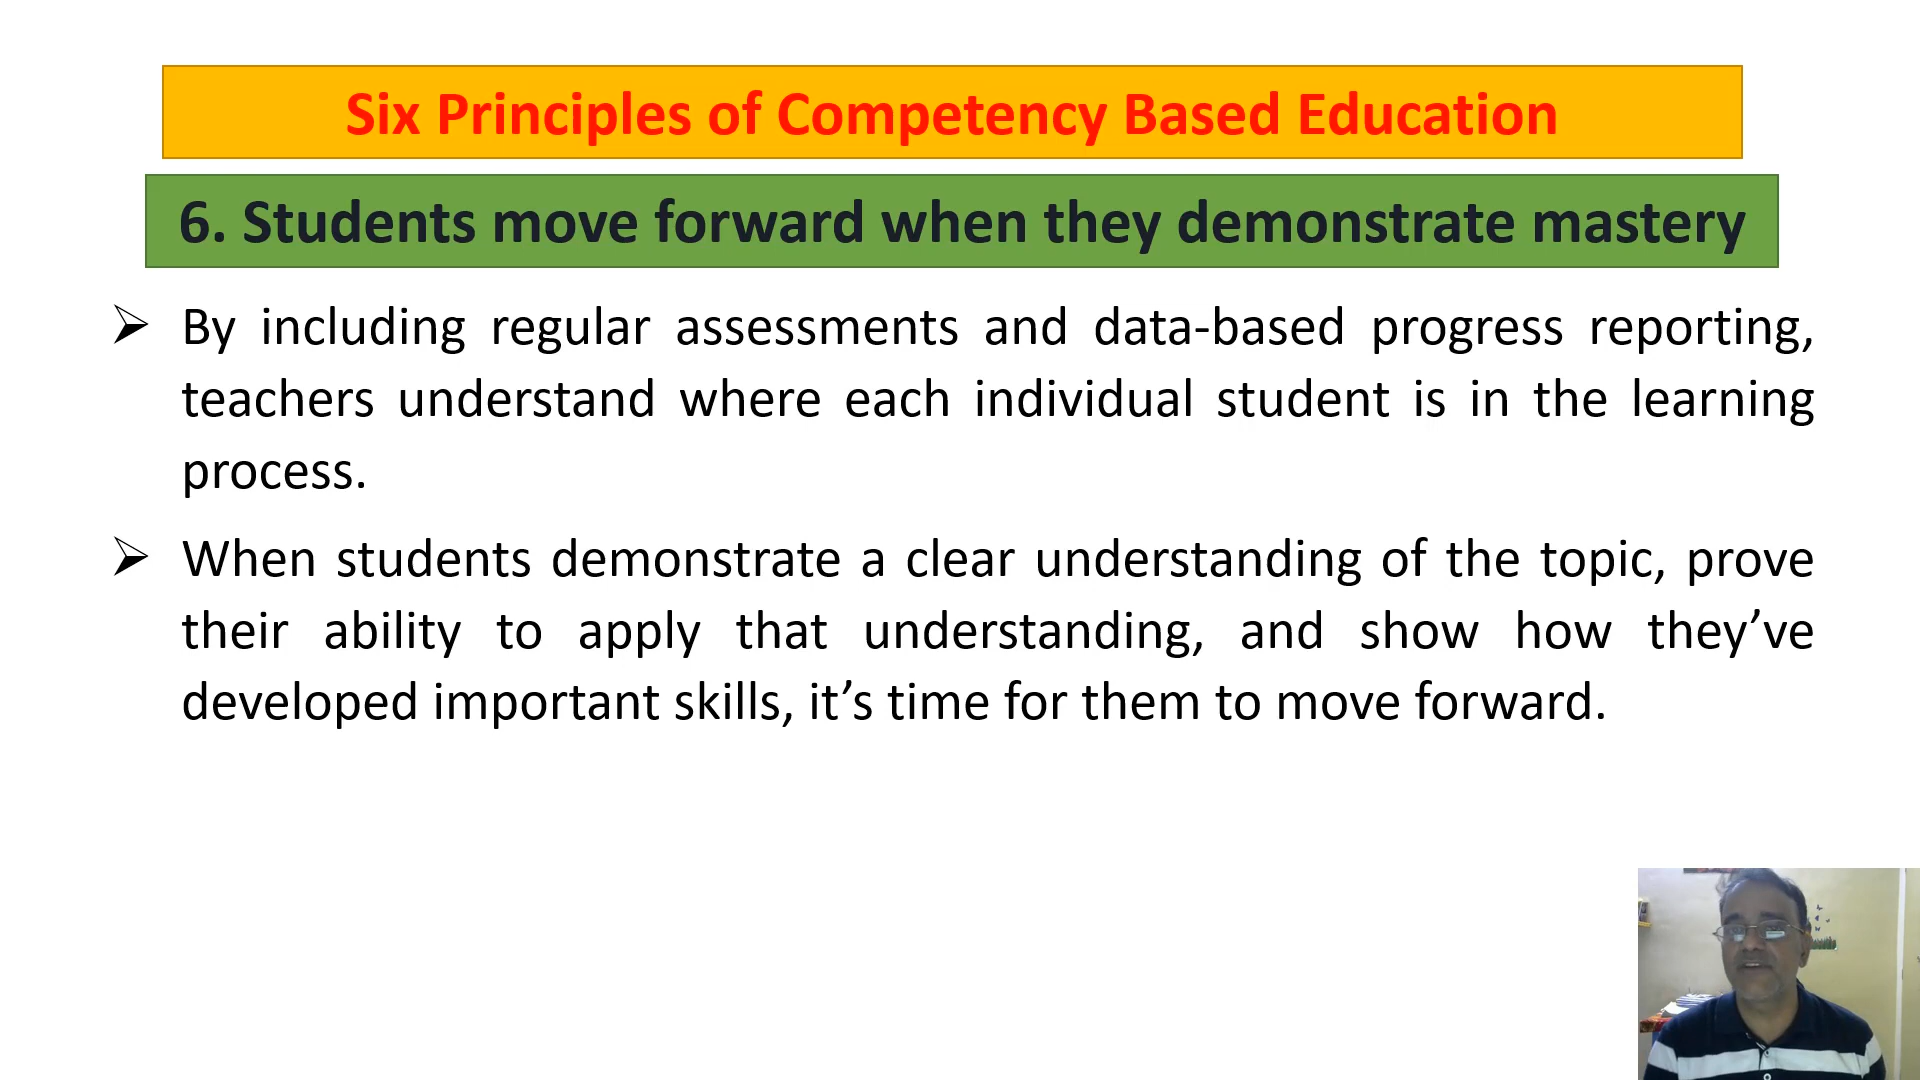 Six Principles of Competency Based Education
6. Students move forward when they demonstrate mastery
By including regular assessments and data-based progress reporting,
teachers understand where each individual student is in the learning
process.
When students demonstrate a clear understanding of the topic, prove
their ability to apply that understanding, and show how they’ve
developed important skills, it’s time for them to move forward.